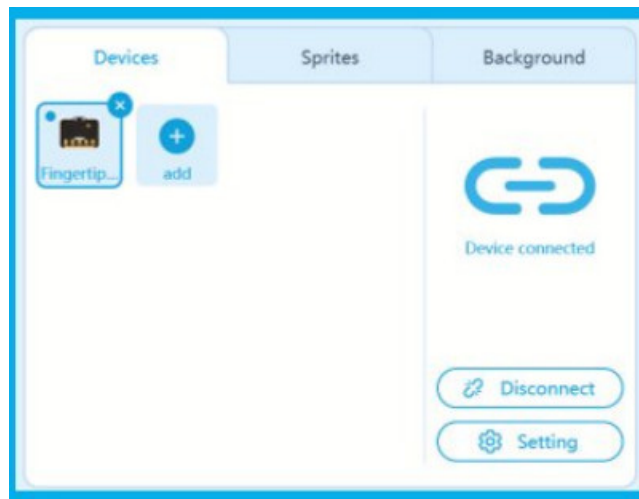 Devices
Sprites
Background
Fingertip...
add
Device connected
Disconnect
Setting